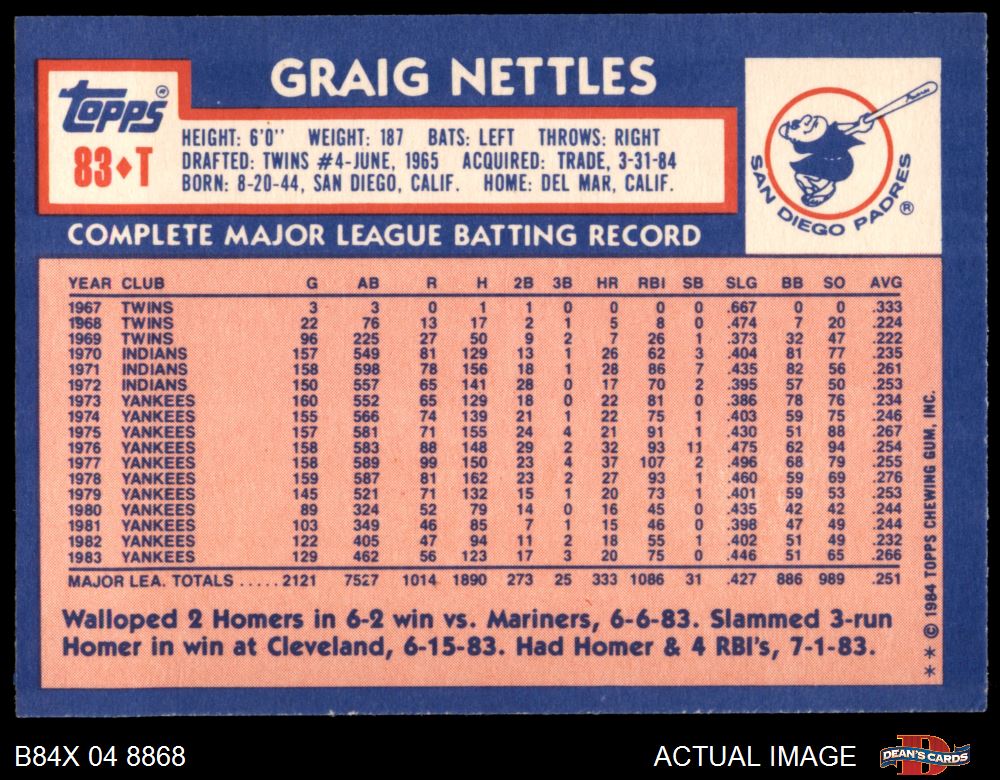 GRAIG NETTLES
topps®
83♦T
HEIGHT: 6'0" WEIGHT: 187 BATS: LEFT THROWS: RIGHT
DRAFTED: TWINS #4-JUNE, 1965 ACQUIRED: TRADE, 3-31-84
BORN: 8-20-44, SAN DIEGO, CALIF. HOME: DEL MAR, CALIF.
SAN DIEGO PADRES ®
COMPLETE MAJOR LEAGUE BATTING RECORD
YEAR CLUB G AB R H 2B 3B HR RBI SB SLG BB SO AVG
1967 TWINS 3 3 0 1 1 0 0 0 0 .667 0 0 .333
1968 TWINS 22 76 13 17 2 1 5 8 0 .474 7 20 .224
1969 TWINS 96 225 27 50 9 2 7 26 1 .373 32 47 .222
1970 INDIANS 157 549 81 129 13 1 26 62 3 .404 81 77 .235
1971 INDIANS 158 598 78 156 18 1 28 86 7 .435 82 56 .261
1972 INDIANS 150 557 65 141 28 0 17 70 2 .395 57 50 .253
1973 YANKEES 160 552 65 129 18 0 22 81 0 .386 78 76 .234
1974 YANKEES 155 566 74 139 21 1 22 75 1 .403 59 75 .246
1975 YANKEES 157 581 71 155 24 4 21 91 1 .430 51 88 .267
1976 YANKEES 158 583 88 148 29 2 32 93 11 .475 62 94 .254
1977 YANKEES 158 589 99 150 23 4 37 107 2 .496 68 79 .255
1978 YANKEES 159 587 81 162 23 2 27 93 1 .460 59 69 .276
1979 YANKEES 145 521 71 132 15 1 20 73 1 .401 59 53 .253
1980 YANKEES 89 324 52 79 14 0 16 45 0 .435 42 42 .244
1981 YANKEES 103 349 46 85 7 1 15 46 0 .398 47 49 .244
1982 YANKEES 122 405 47 94 11 2 18 55 1 .402 51 49 .232
1983 YANKEES 129 462 56 123 17 3 20 75 0 .446 51 65 .266
MAJOR LEA. TOTALS ..... 2121 7527 1014 1890 273 25 333 1086 31 .427 886 989 .251
Walloped 2 Homers in 6-2 win vs. Mariners, 6-6-83. Slammed 3-run
Homer in win at Cleveland, 6-15-83. Had Homer & 4 RBI's, 7-1-83.
** © 1984 TOPPS CHEWING GUM, INC.
B84X 04 8868
ACTUAL IMAGE
DEAN'S CARDS